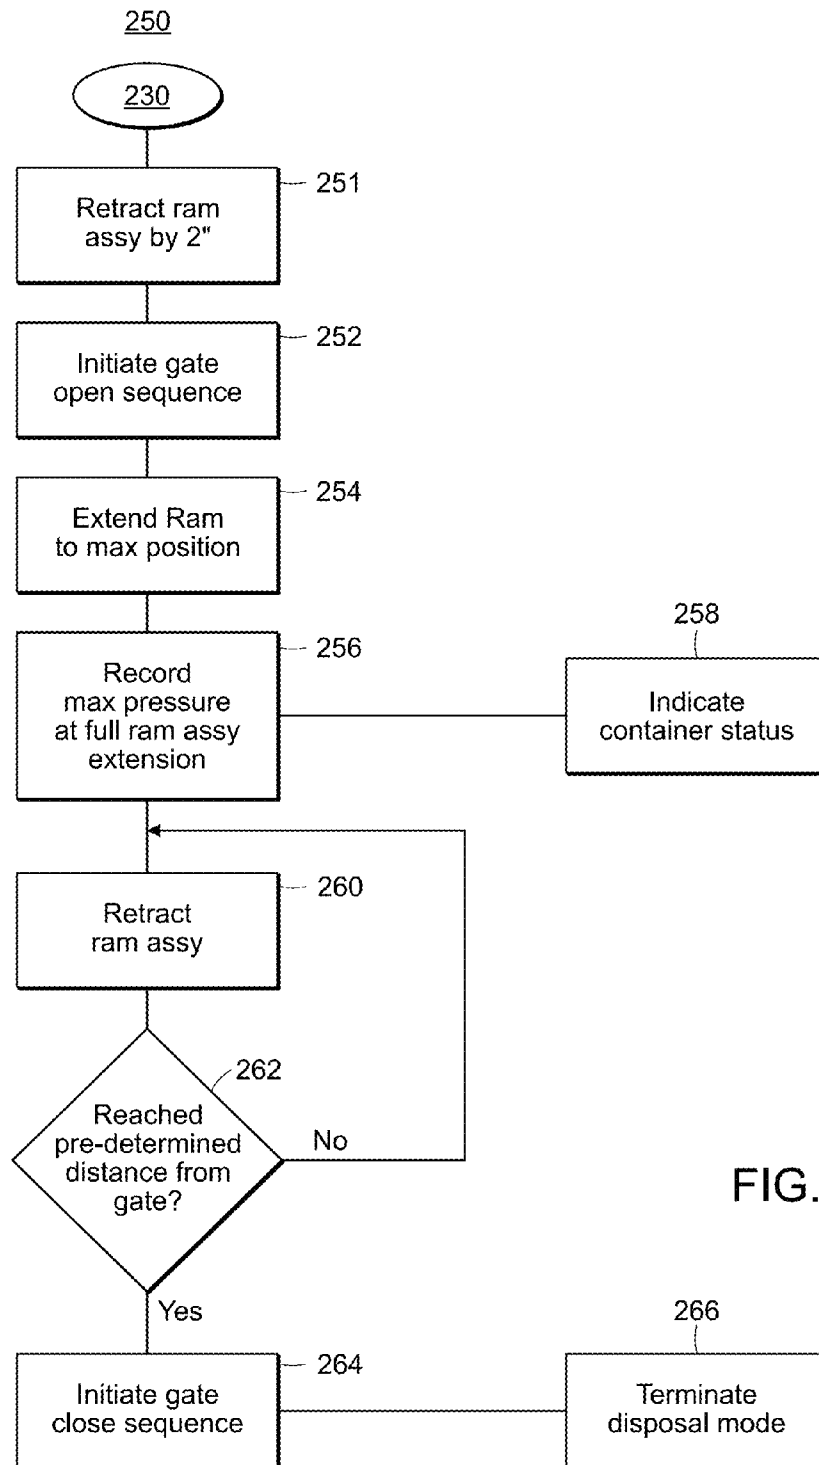 250
230
251
Retract ram
assy by 2"
252
Initiate gate
open sequence
254
Extend Ram
to max position
256
Record
max pressure
at full ram assy
extension
258
Indicate
container status
260
Retract
ram assy
262
Reached
pre-determined
distance from
gate?
No
FIG.
Yes
264
Initiate gate
close sequence
266
Terminate
disposal mode